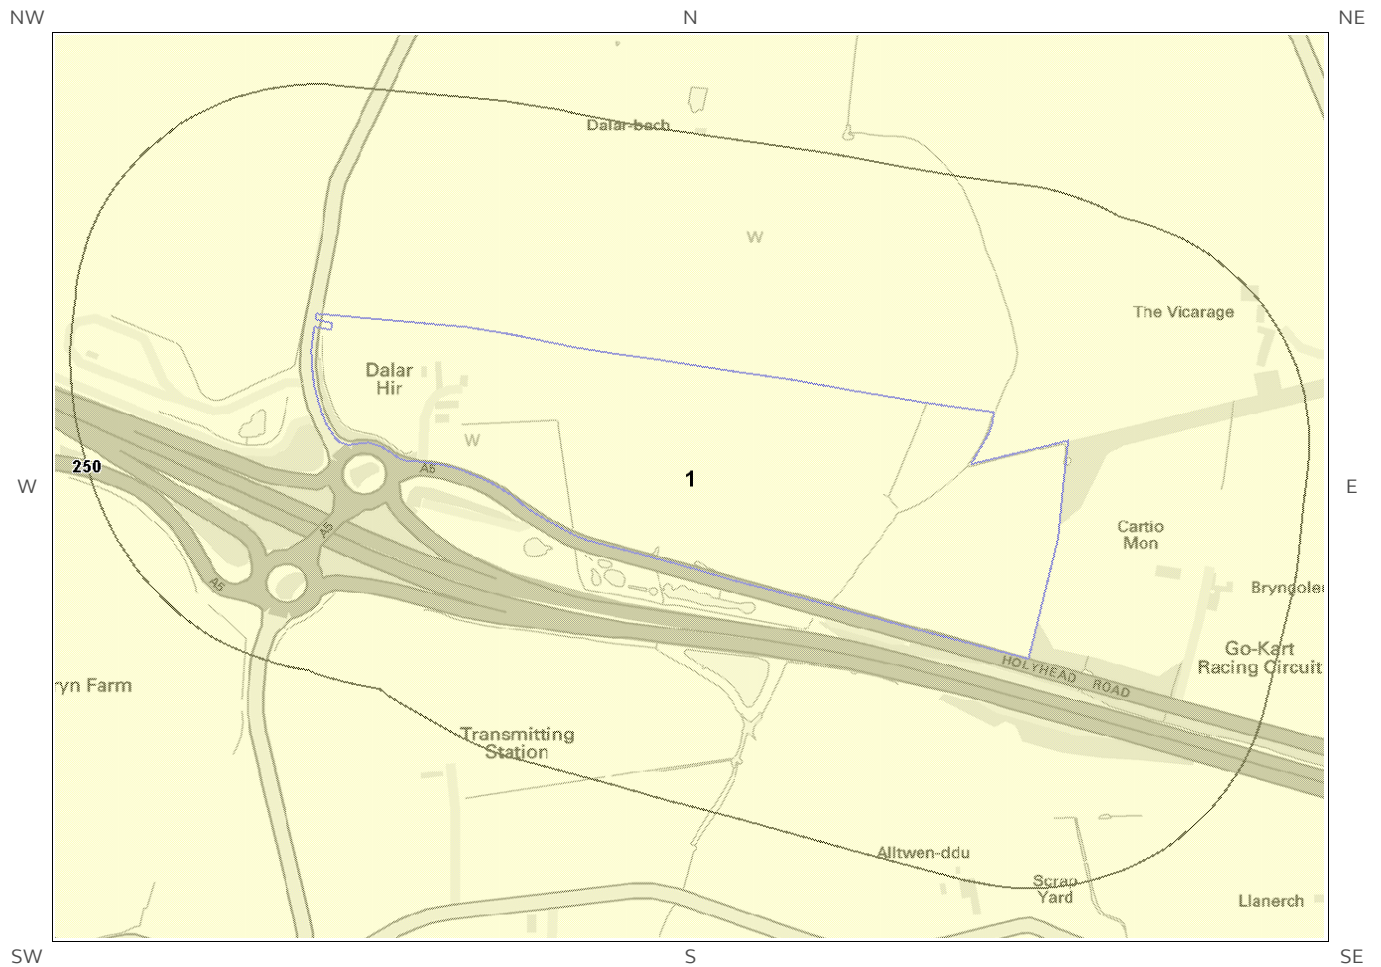 NW
N
NE
Dalar-bach
W
The Vicarage
Dalar
Hir
W
A5
250
1
W
E
A5
Cartio
Mon
A5
Bryngole
Go-Kart
Racing Circuit
HOLYHEAD ROAD
ryn Farm
Transmitting
Station
Alltwen-ddu
Scrap
Yard
Llanerch
SW
S
SE